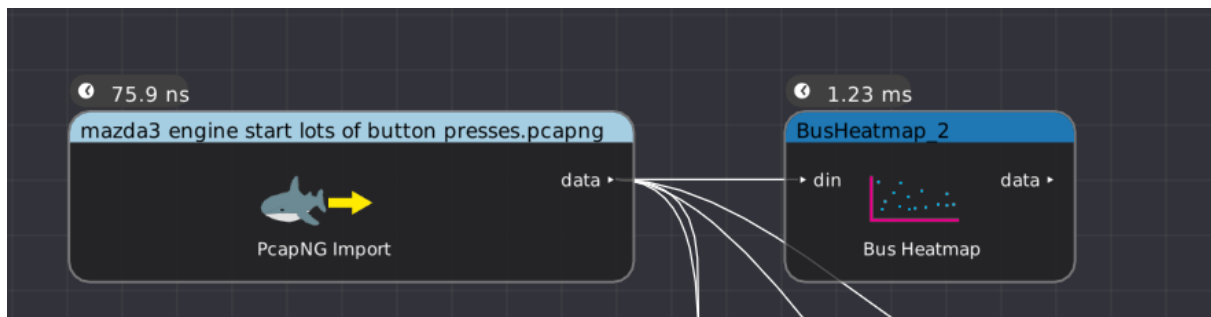 75.9 ns
mazda3 engine start lots of button presses.pcapng
data
PcapNG Import
1.23 ms
BusHeatmap_2
din
data
Bus Heatmap